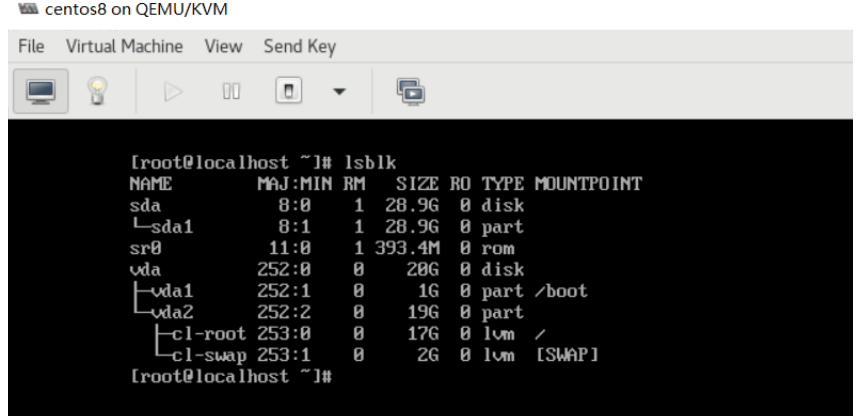 centos8 on QEMU/KVM
File Virtual Machine View Send Key
[root@localhost ~]# lsblk
NAME MAJ:MIN RM SIZE RO TYPE MOUNTPOINT
sda 8:0 1 28.9G 0 disk
└─sda1 8:1 1 28.9G 0 part
sr0 11:0 1 393.4M 0 rom
vda 252:0 0 20G 0 disk
├─vda1 252:1 0 1G 0 part /boot
└─vda2 252:2 0 19G 0 part
├─cl-root 253:0 0 17G 0 lvm /
└─cl-swap 253:1 0 2G 0 lvm [SWAP]
[root@localhost ~]#